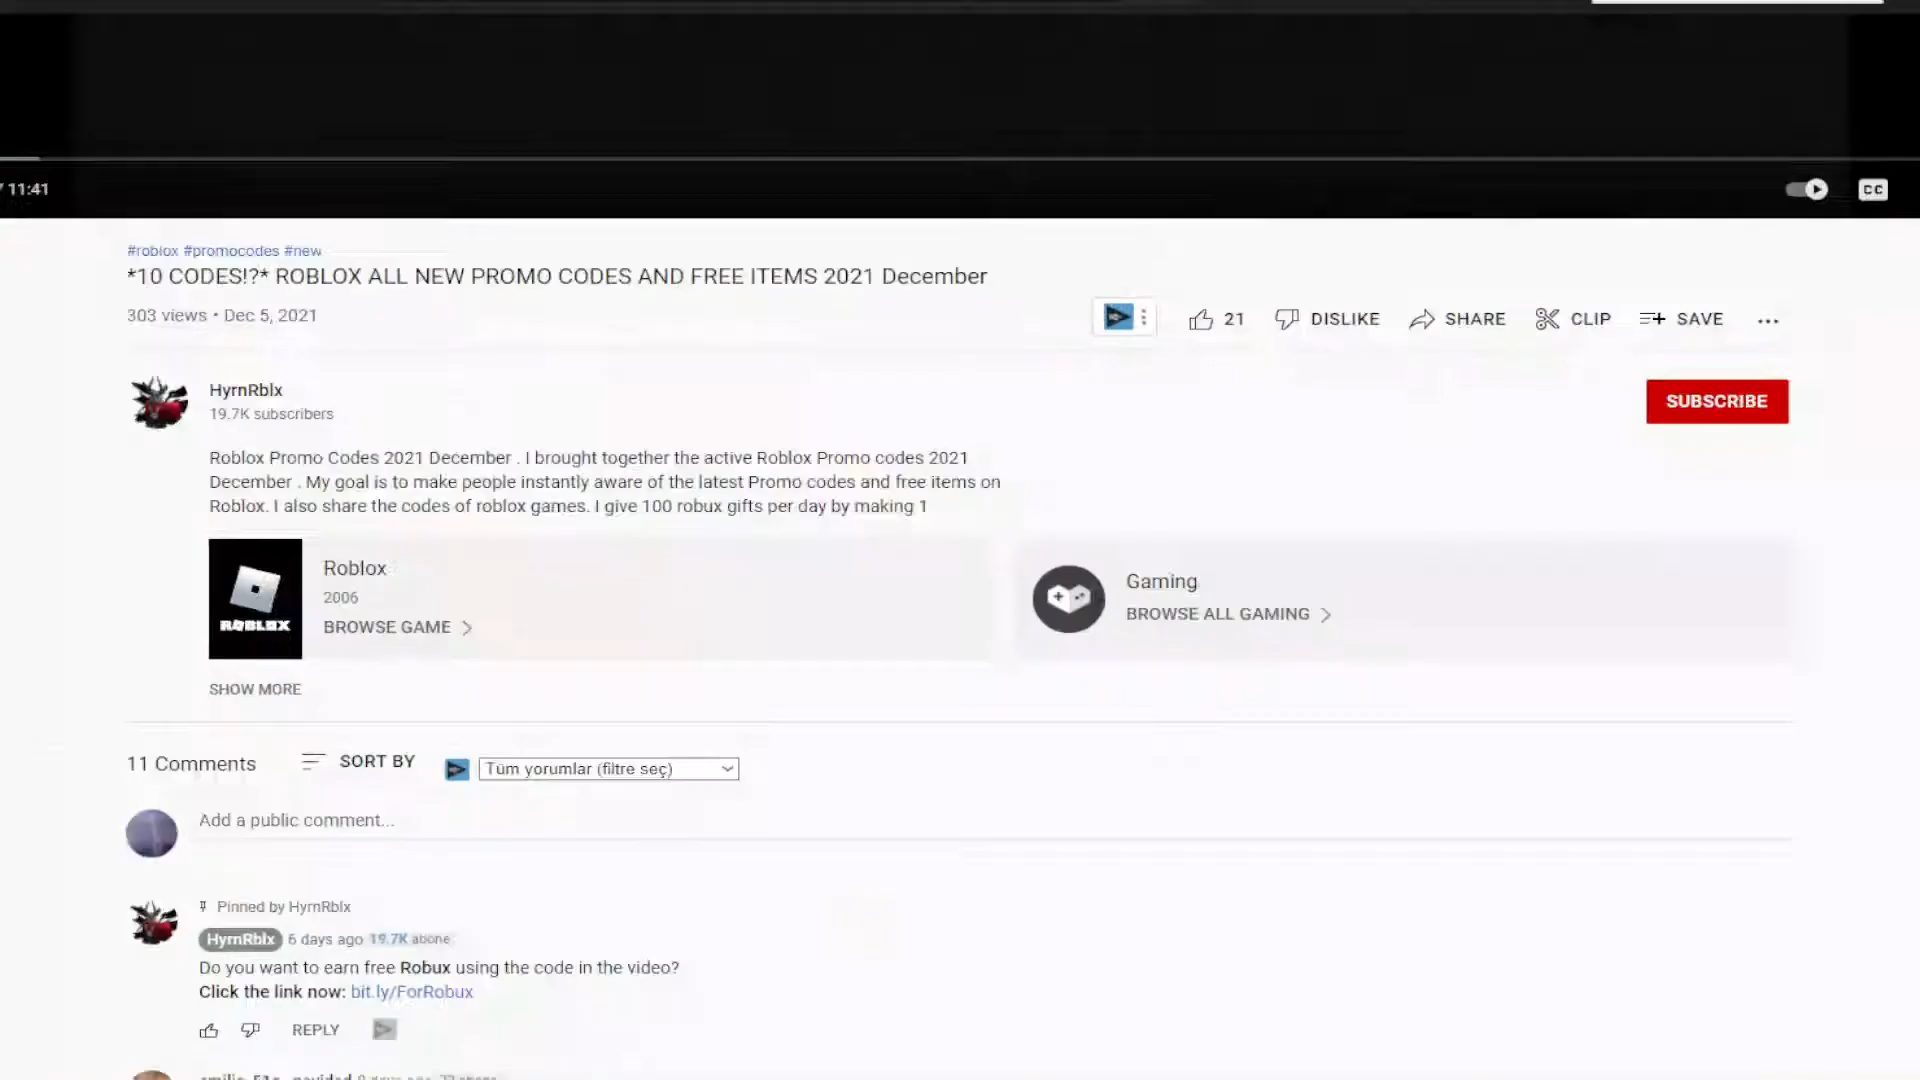 11:41
CC
#roblox #promocodes #new
*10 CODES!?* ROBLOX ALL NEW PROMO CODES AND FREE ITEMS 2021 December
303 views • Dec 5, 2021
21 DISLIKE SHARE CLIP SAVE
HyrnRblx
19.7K subscribers
SUBSCRIBE
Roblox Promo Codes 2021 December . I brought together the active Roblox Promo codes 2021
December . My goal is to make people instantly aware of the latest Promo codes and free items on
Roblox. I also share the codes of roblox games. I give 100 robux gifts per day by making 1
ROBLOX
Roblox
2006
BROWSE GAME
Gaming
BROWSE ALL GAMING
SHOW MORE
11 Comments SORT BY Tüm yorumlar (filtre seç)
Add a public comment...
Pinned by HyrnRblx
HyrnRblx 6 days ago 19.7K abone
Do you want to earn free Robux using the code in the video?
Click the link now: bit.ly/ForRobux
REPLY